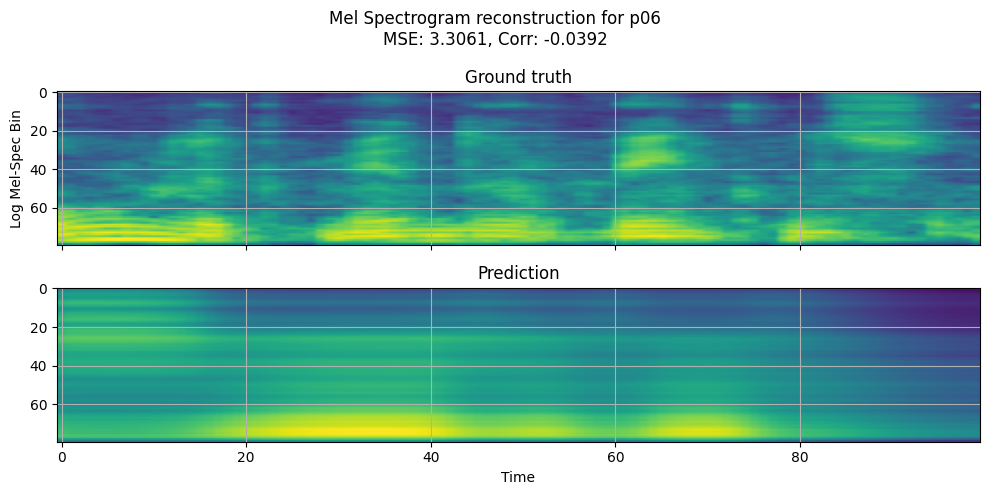 Mel Spectrogram reconstruction for p06
MSE: 3.3061, Corr: -0.0392
Ground truth
0
20
40
60
Log Mel-Spec Bin
Prediction
0
20
40
60
0 20 40 60 80
Time